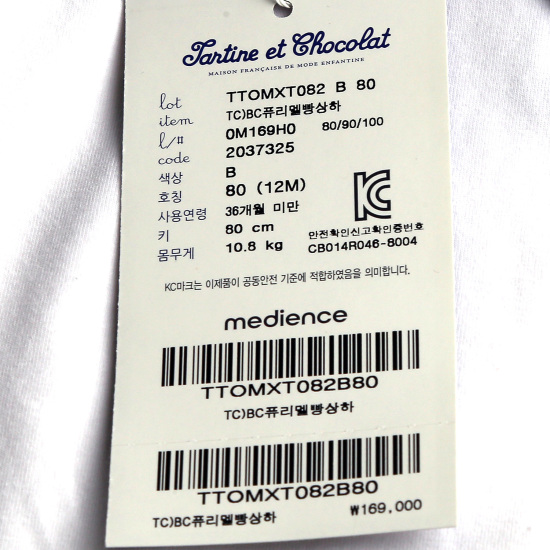 Tartine et Chocolat
MAISON FRANÇAISE DE MODE ENFANTINE
lot TTOMXT082 B 80
item TC)BC퓨리멜빵상하
l/# 0M169H0 80/90/100
code 2037325
색상 B
호칭 80 (12M)
사용연령 36개월 미만
키 80 cm
몸무게 10.8 kg
안전확인신고확인증번호
CB014R046-8004
KC마크는 이제품이 공통안전 기준에 적합하였음을 의미합니다.
medience
TTOMXT082B80
TC)BC퓨리멜빵상하
TTOMXT082B80
TC)BC퓨리멜빵상하 ₩169,000